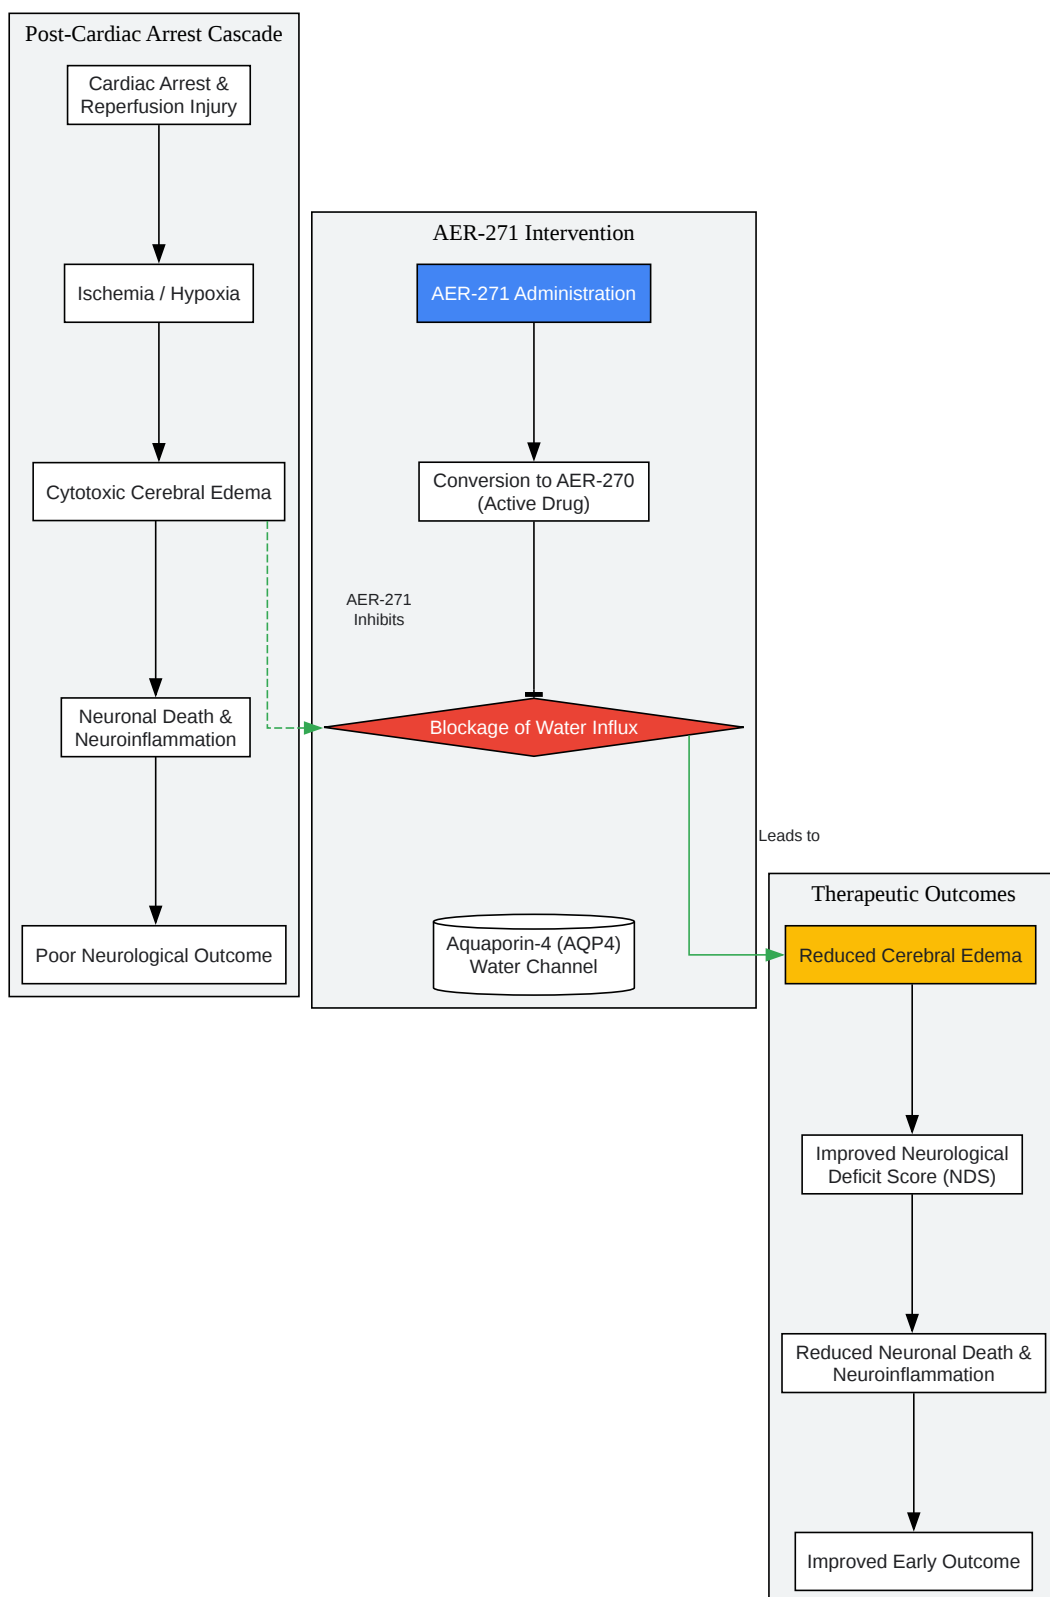 Post-Cardiac Arrest Cascade
Cardiac Arrest &
Reperfusion Injury
Ischemia / Hypoxia
Cytotoxic Cerebral Edema
Neuronal Death &
Neuroinflammation
Poor Neurological Outcome
AER-271 Intervention
AER-271 Administration
Conversion to AER-270
(Active Drug)
AER-271
Inhibits
Blockage of Water Influx
Aquaporin-4 (AQP4)
Water Channel
Leads to
Therapeutic Outcomes
Reduced Cerebral Edema
Improved Neurological
Deficit Score (NDS)
Reduced Neuronal Death &
Neuroinflammation
Improved Early Outcome